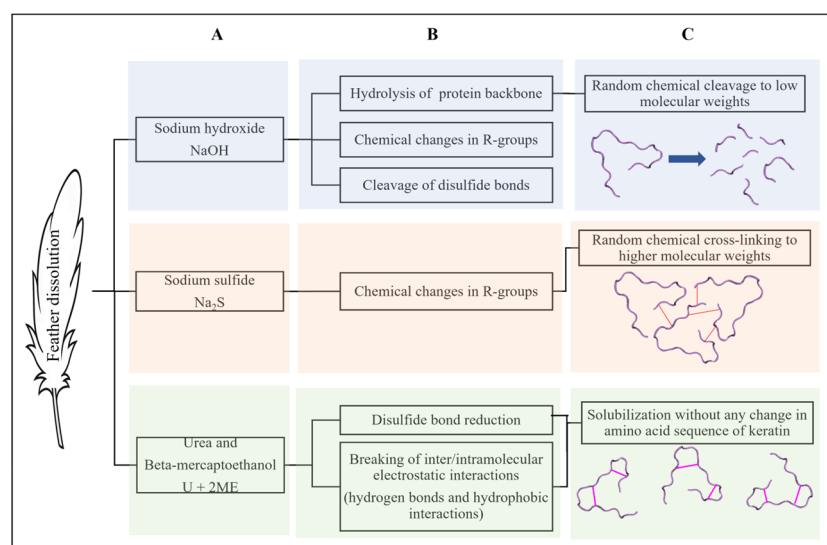 A
B
C
Feather dissolution
Sodium hydroxide
NaOH
Hydrolysis of protein backbone
Chemical changes in R-groups
Cleavage of disulfide bonds
Random chemical cleavage to low
molecular weights
Sodium sulfide
Na₂S
Chemical changes in R-groups
Random chemical cross-linking to
higher molecular weights
Urea and
Beta-mercaptoethanol
U + 2ME
Disulfide bond reduction
Breaking of inter/intramolecular
electrostatic interactions
(hydrogen bonds and hydrophobic
interactions)
Solubilization without any change in
amino acid sequence of keratin